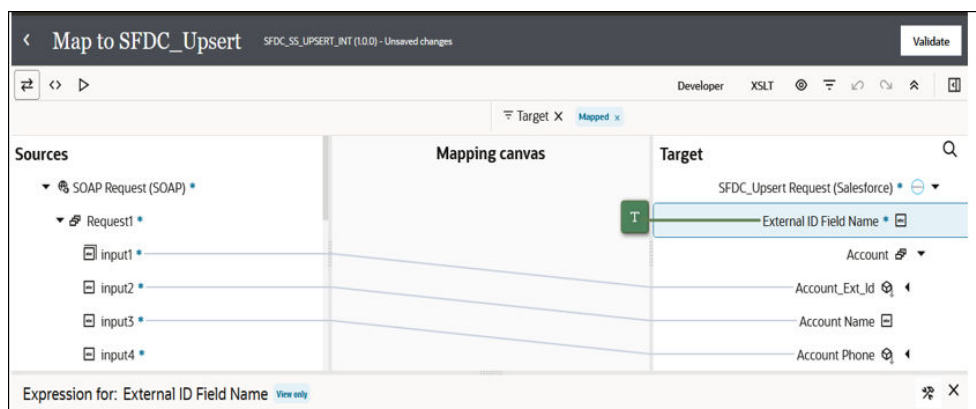 Map to SFDC_Upsert SFDC_SS_UPSERT_INT (1.0.0) - Unsaved changes Validate
Developer XSLT
Target X Mapped x
Sources Mapping canvas Target
SOAP Request (SOAP) * SFDC_Upsert Request (Salesforce) *
Request1 * T External ID Field Name *
input1 * Account
input2 * Account_Ext_Id
input3 * Account Name
input4 * Account Phone
Expression for: External ID Field Name View only